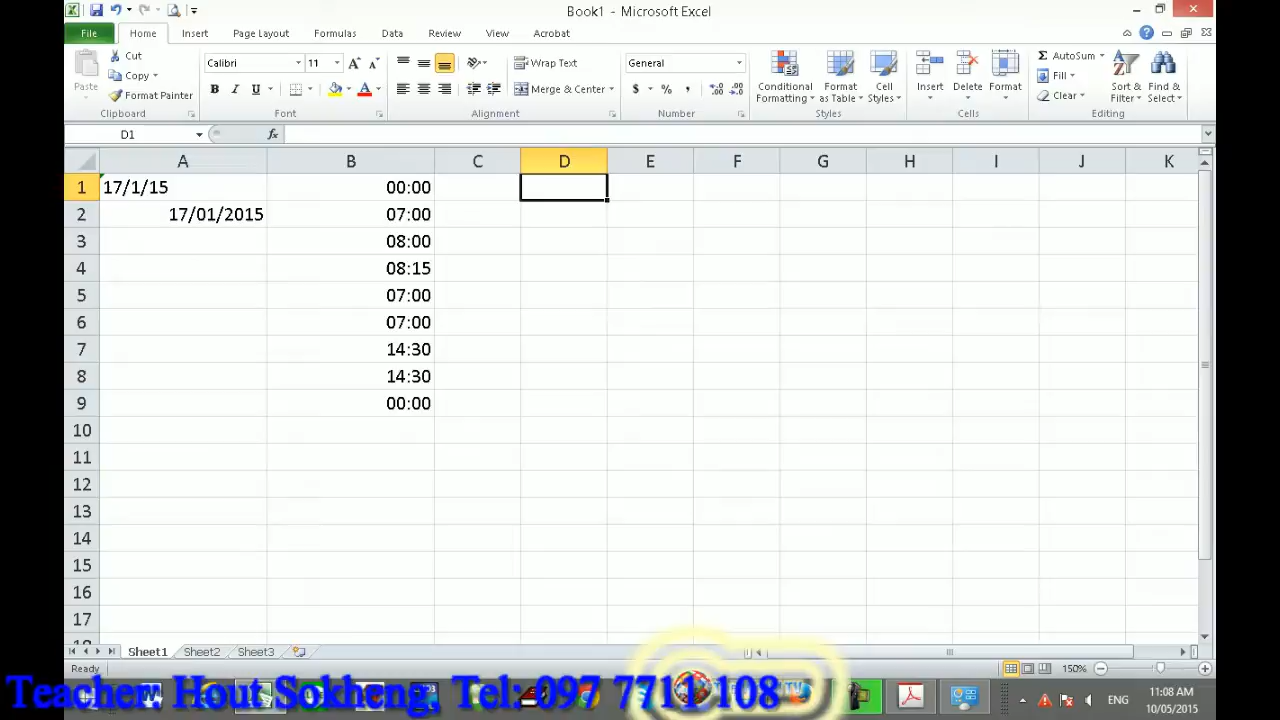 Book1 - Microsoft Excel
File Home Insert Page Layout Formulas Data Review View Acrobat
Cut
Copy
Format Painter
Paste
Clipboard
Calibri 11
B I U
Font
Wrap Text
Merge & Center
Alignment
General
$ % ,
Number
Conditional Formatting
Format as Table
Cell Styles
Styles
Insert Delete Format
Cells
AutoSum
Fill
Clear
Sort & Filter
Find & Select
Editing
D1 fx
A B C D E F G H I J K
1 17/1/15 00:00
2 17/01/2015 07:00
3 08:00
4 08:15
5 07:00
6 07:00
7 14:30
8 14:30
9 00:00
10
11
12
13
14
15
16
17
Sheet1 Sheet2 Sheet3
Ready 150%
Teacher: Hout Sokheng, Tel: 097 7711 108
ENG
11:08 AM
10/05/2015